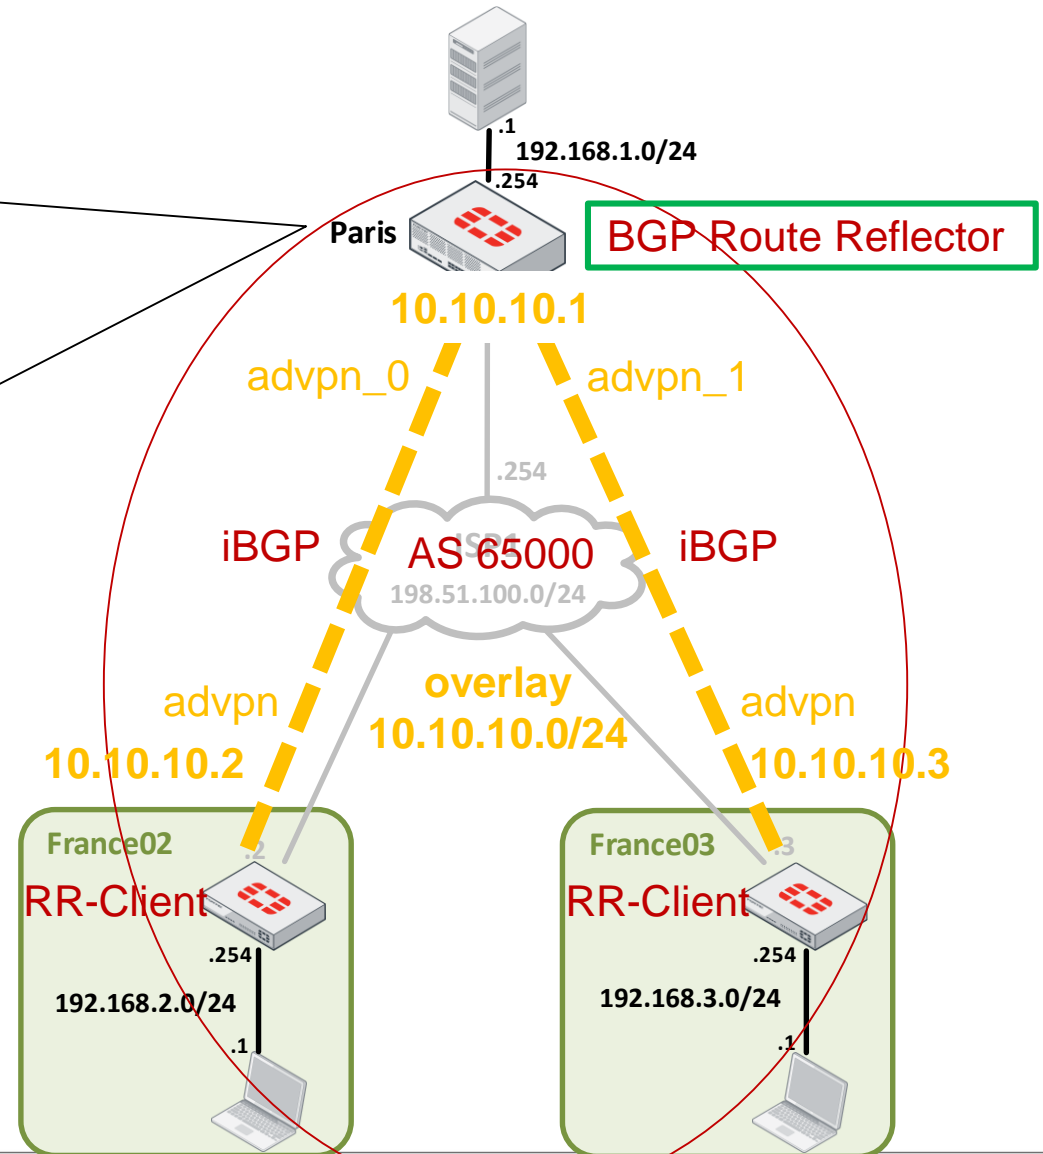 .1
192.168.1.0/24
.254
Paris
BGP Route Reflector
10.10.10.1
advpn_0
advpn_1
.254
iBGP
AS 65000
iBGP
ISP1
198.51.100.0/24
overlay
10.10.10.0/24
advpn
advpn
10.10.10.2
10.10.10.3
France02
.2
France03
.3
RR-Client
RR-Client
.254
.254
192.168.2.0/24
192.168.3.0/24
.1
.1